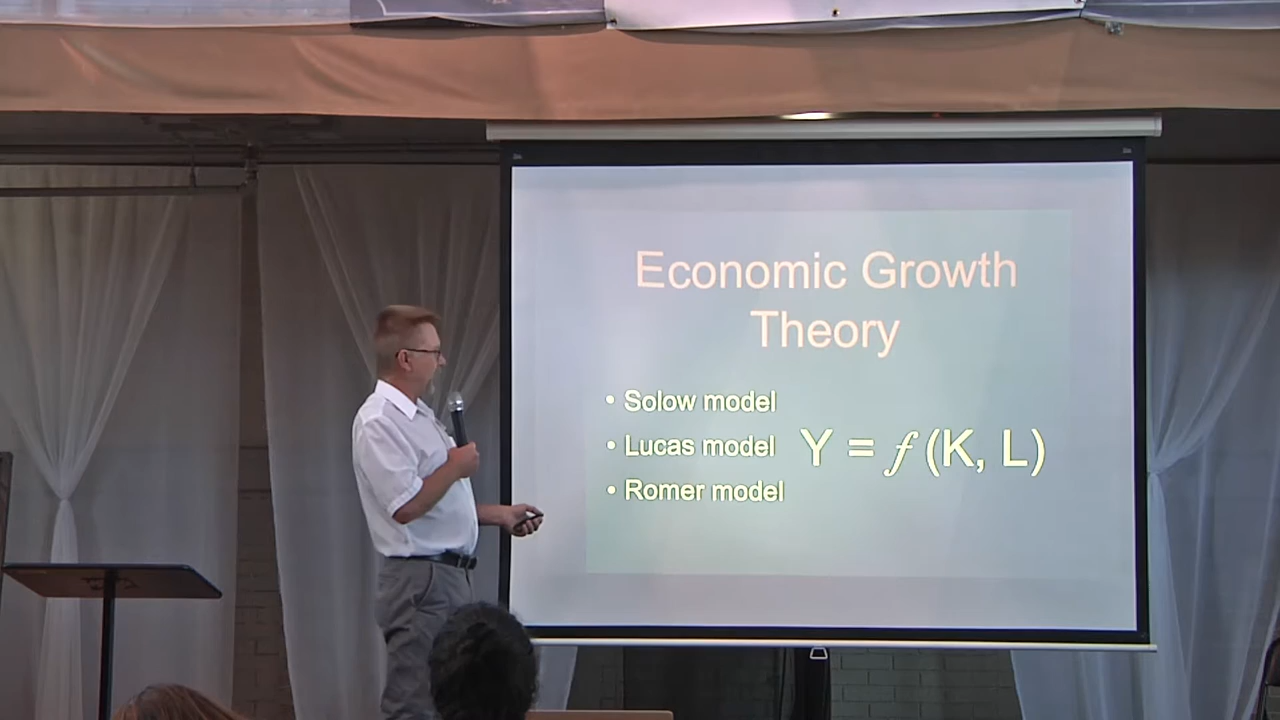 Economic Growth
Theory
• Solow model
• Lucas model
• Romer model
Y = f (K, L)